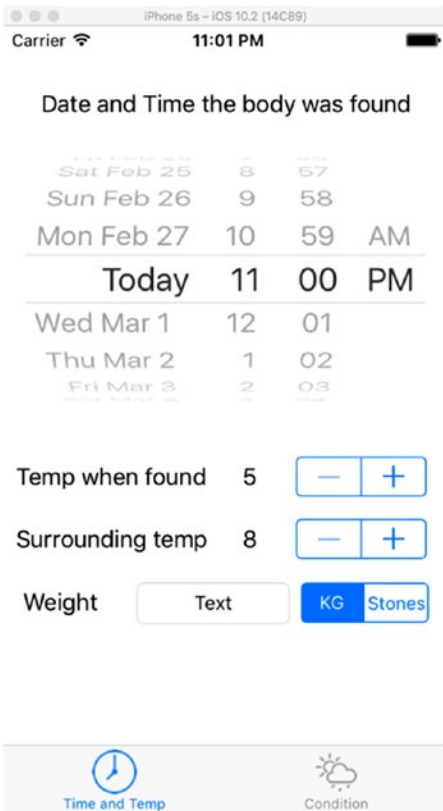 iPhone 5s – iOS 10.2 (14C89)
Carrier 11:01 PM
Date and Time the body was found
Sat Feb 25 8 57
Sun Feb 26 9 58
Mon Feb 27 10 59 AM
Today 11 00 PM
Wed Mar 1 12 01
Thu Mar 2 1 02
Fri Mar 3 2 03
Temp when found 5 − +
Surrounding temp 8 − +
Weight Text KG Stones
Time and Temp Condition